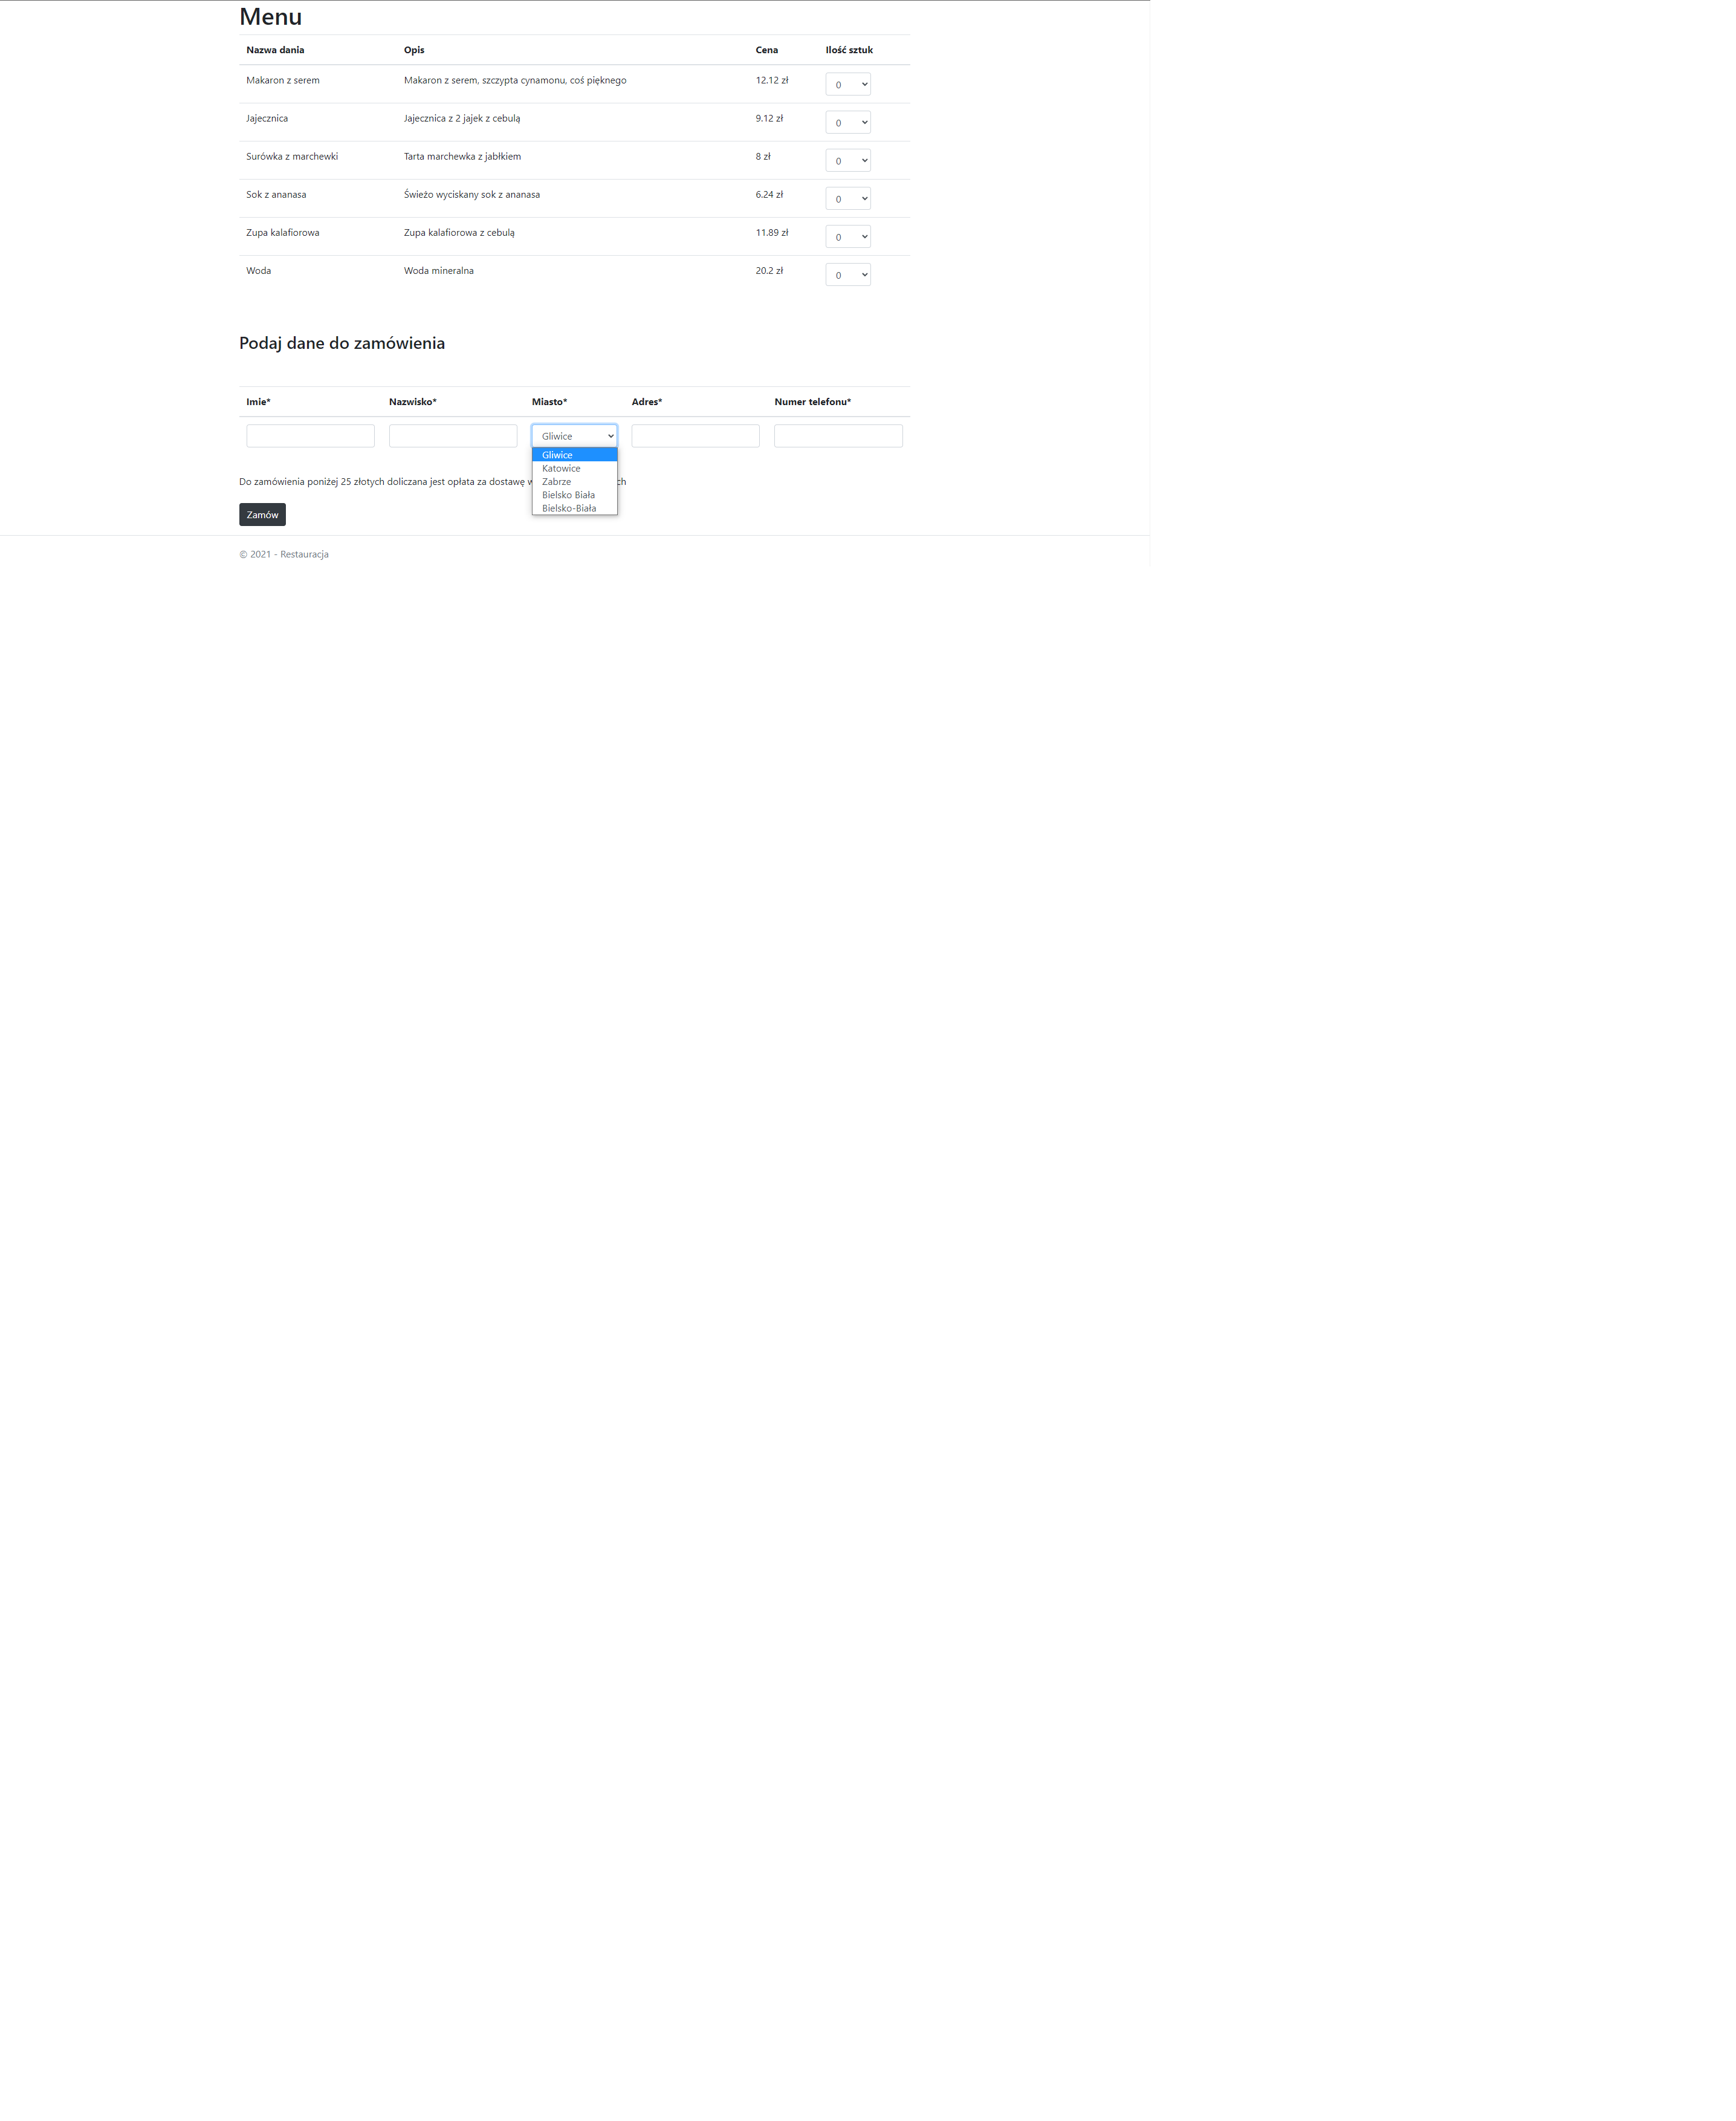 Menu
Nazwa dania Opis Cena Ilość sztuk
Makaron z serem Makaron z serem, szczypta cynamonu, coś pięknego 12.12 zł 0
Jajecznica Jajecznica z 2 jajek z cebulą 9.12 zł 0
Surówka z marchewki Tarta marchewka z jabłkiem 8 zł 0
Sok z ananasa Świeżo wyciskany sok z ananasa 6.24 zł 0
Zupa kalafiorowa Zupa kalafiorowa z cebulą 11.89 zł 0
Woda Woda mineralna 20.2 zł 0
Podaj dane do zamówienia
Imie* Nazwisko* Miasto* Adres* Numer telefonu*
Gliwice
Gliwice
Katowice
Zabrze
Bielsko Biała
Bielsko-Biała
Do zamówienia poniżej 25 złotych doliczana jest opłata za dostawę
Zamów
© 2021 - Restauracja